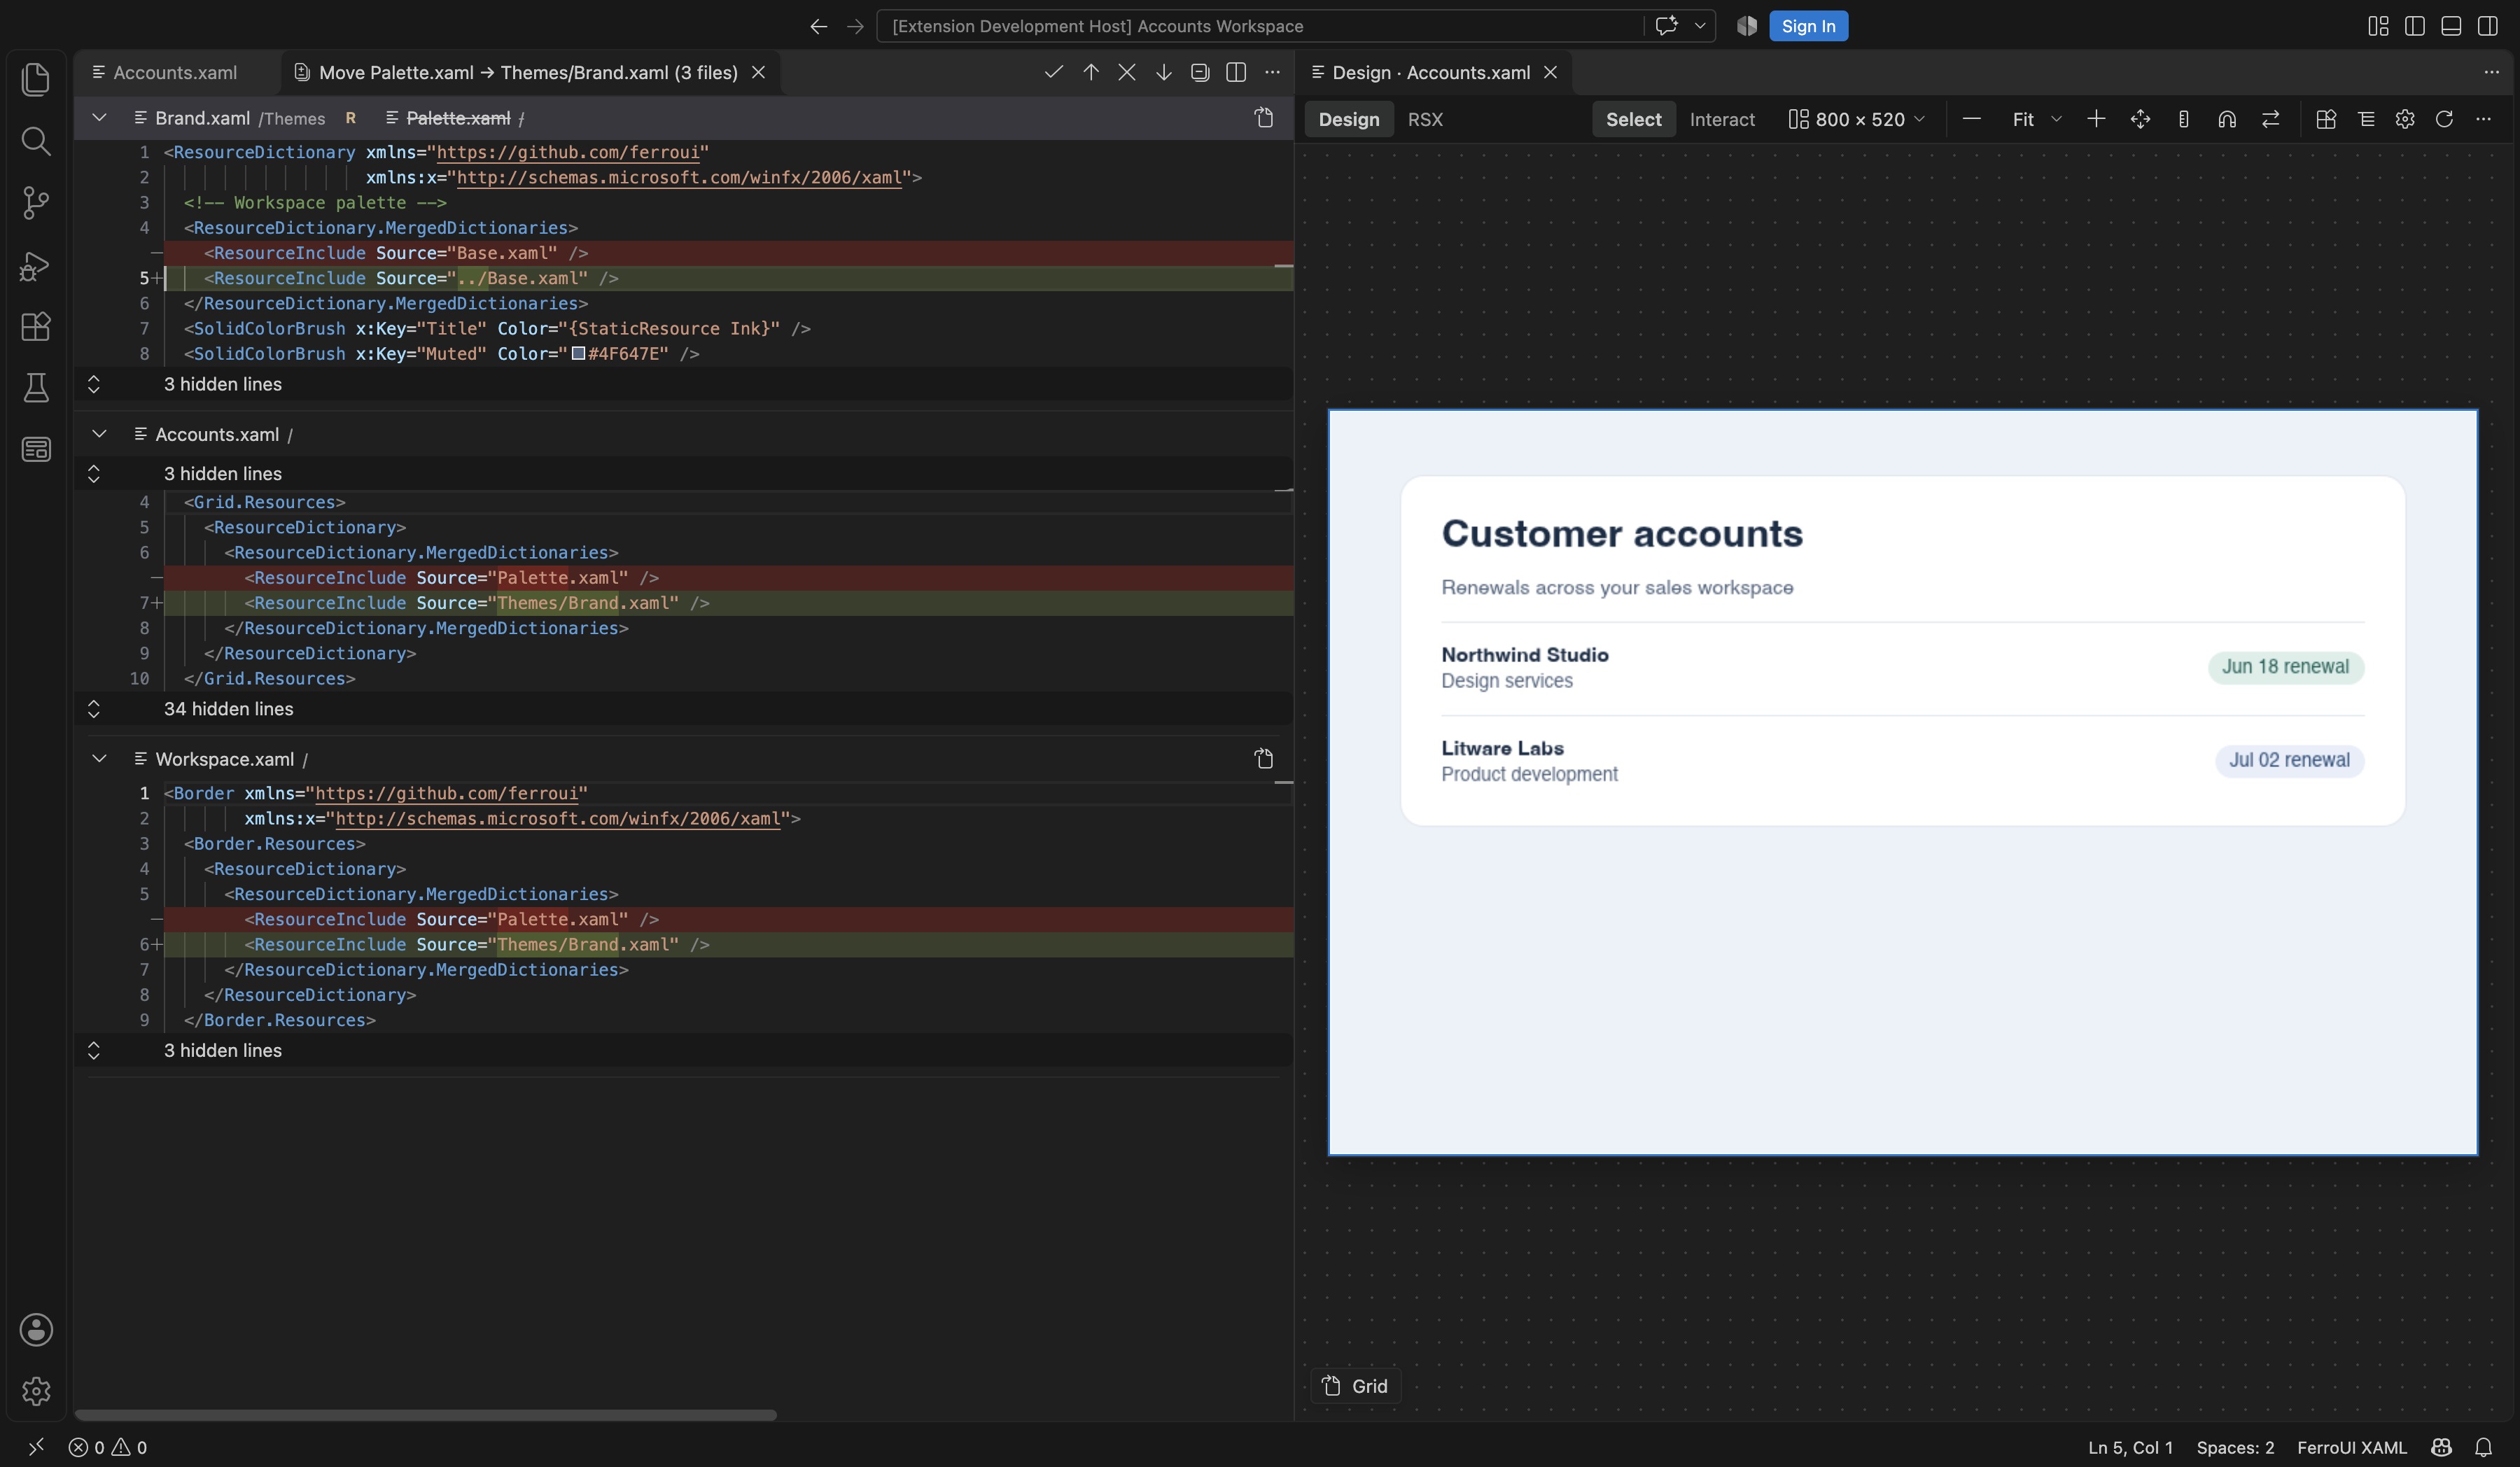 [Extension Development Host] Accounts Workspace
Sign In
Accounts.xaml
Move Palette.xaml → Themes/Brand.xaml (3 files)
Brand.xaml /Themes R Palette.xaml /
1 <ResourceDictionary xmlns="https://github.com/ferroui"
2 xmlns:x="http://schemas.microsoft.com/winfx/2006/xaml">
3 <!-- Workspace palette -->
4 <ResourceDictionary.MergedDictionaries>
— <ResourceInclude Source="Base.xaml" />
5+ <ResourceInclude Source="../Base.xaml" />
6 </ResourceDictionary.MergedDictionaries>
7 <SolidColorBrush x:Key="Title" Color="{StaticResource Ink}" />
8 <SolidColorBrush x:Key="Muted" Color="#4F647E" />
3 hidden lines
Accounts.xaml /
3 hidden lines
4 <Grid.Resources>
5 <ResourceDictionary>
6 <ResourceDictionary.MergedDictionaries>
— <ResourceInclude Source="Palette.xaml" />
7+ <ResourceInclude Source="Themes/Brand.xaml" />
8 </ResourceDictionary.MergedDictionaries>
9 </ResourceDictionary>
10 </Grid.Resources>
34 hidden lines
Workspace.xaml /
1 <Border xmlns="https://github.com/ferroui"
2 xmlns:x="http://schemas.microsoft.com/winfx/2006/xaml">
3 <Border.Resources>
4 <ResourceDictionary>
5 <ResourceDictionary.MergedDictionaries>
— <ResourceInclude Source="Palette.xaml" />
6+ <ResourceInclude Source="Themes/Brand.xaml" />
7 </ResourceDictionary.MergedDictionaries>
8 </ResourceDictionary>
9 </Border.Resources>
3 hidden lines
Design · Accounts.xaml
Design RSX Select Interact 800 × 520 Fit
Customer accounts
Renewals across your sales workspace
Northwind Studio
Design services
Jun 18 renewal
Litware Labs
Product development
Jul 02 renewal
Grid
0 0
Ln 5, Col 1 Spaces: 2 FerroUI XAML